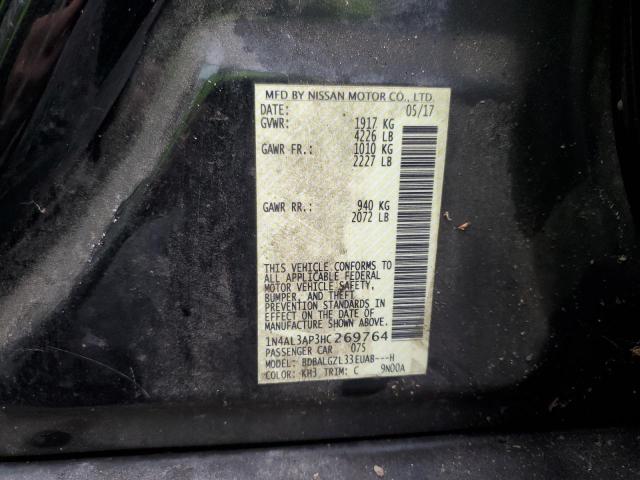 MFD BY NISSAN MOTOR CO., LTD.
DATE: 05/17
GVWR: 1917 KG
4226 LB
GAWR FR.: 1010 KG
2227 LB
GAWR RR.: 940 KG
2072 LB
THIS VEHICLE CONFORMS TO
ALL APPLICABLE FEDERAL
MOTOR VEHICLE SAFETY,
BUMPER, AND THEFT
PREVENTION STANDARDS IN
EFFECT ON THE DATE OF
MANUFACTURE SHOWN ABOVE.
1N4AL3AP3HC269764
PASSENGER CAR 075
MODEL: BDBALGZL33EUAB---H
COLOR: KH3 TRIM: C 9N00A